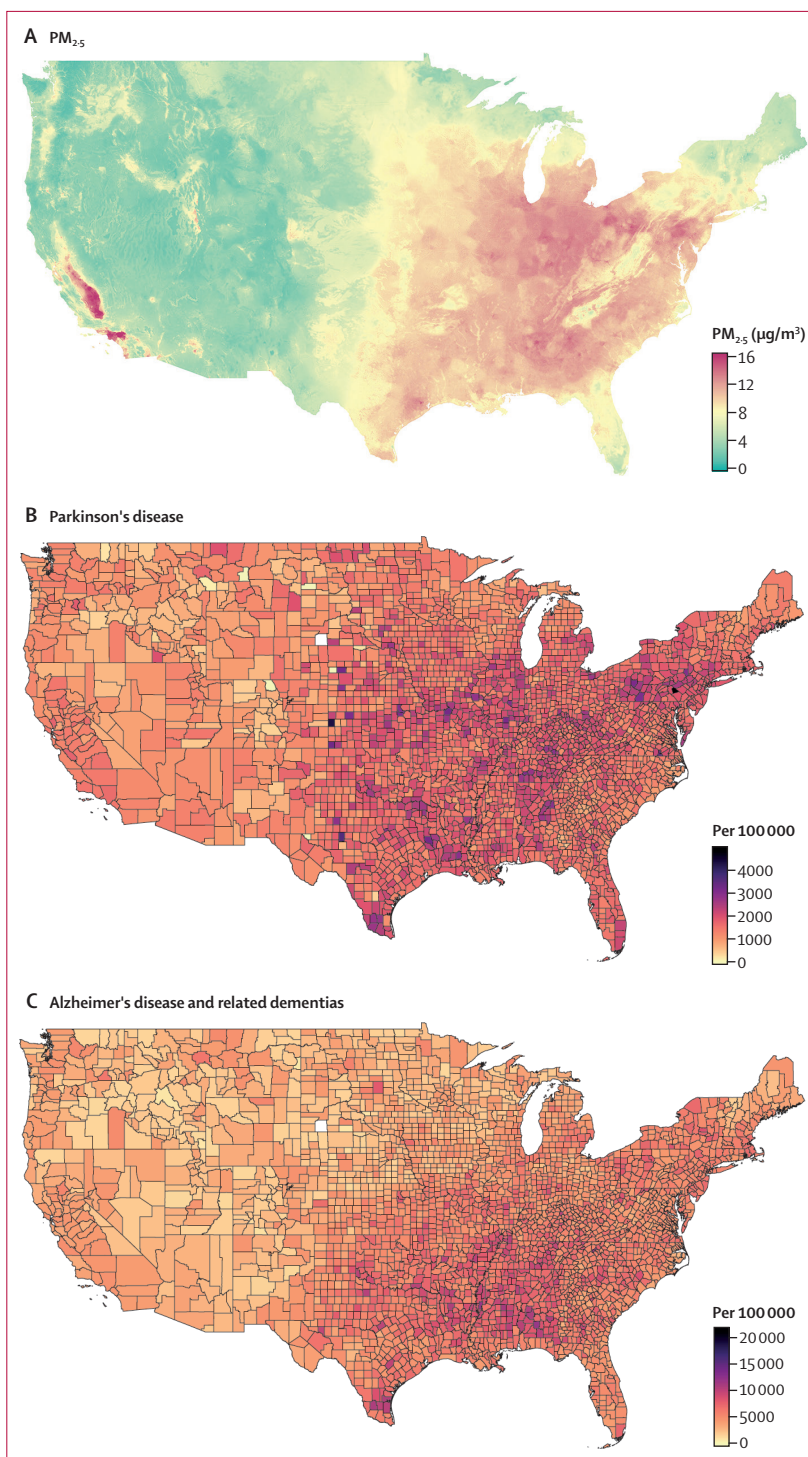 A PM2·5
PM2·5 (µg/m³)
16
12
8
4
0
B Parkinson's disease
Per 100 000
4000
3000
2000
1000
0
C Alzheimer's disease and related dementias
Per 100 000
20 000
15 000
10 000
5000
0